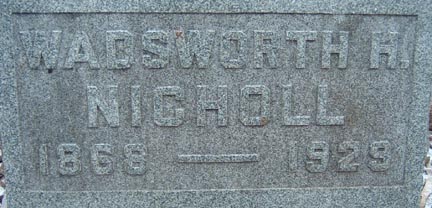 WADSWORTH H.
NICHOLL
1868 — 1929